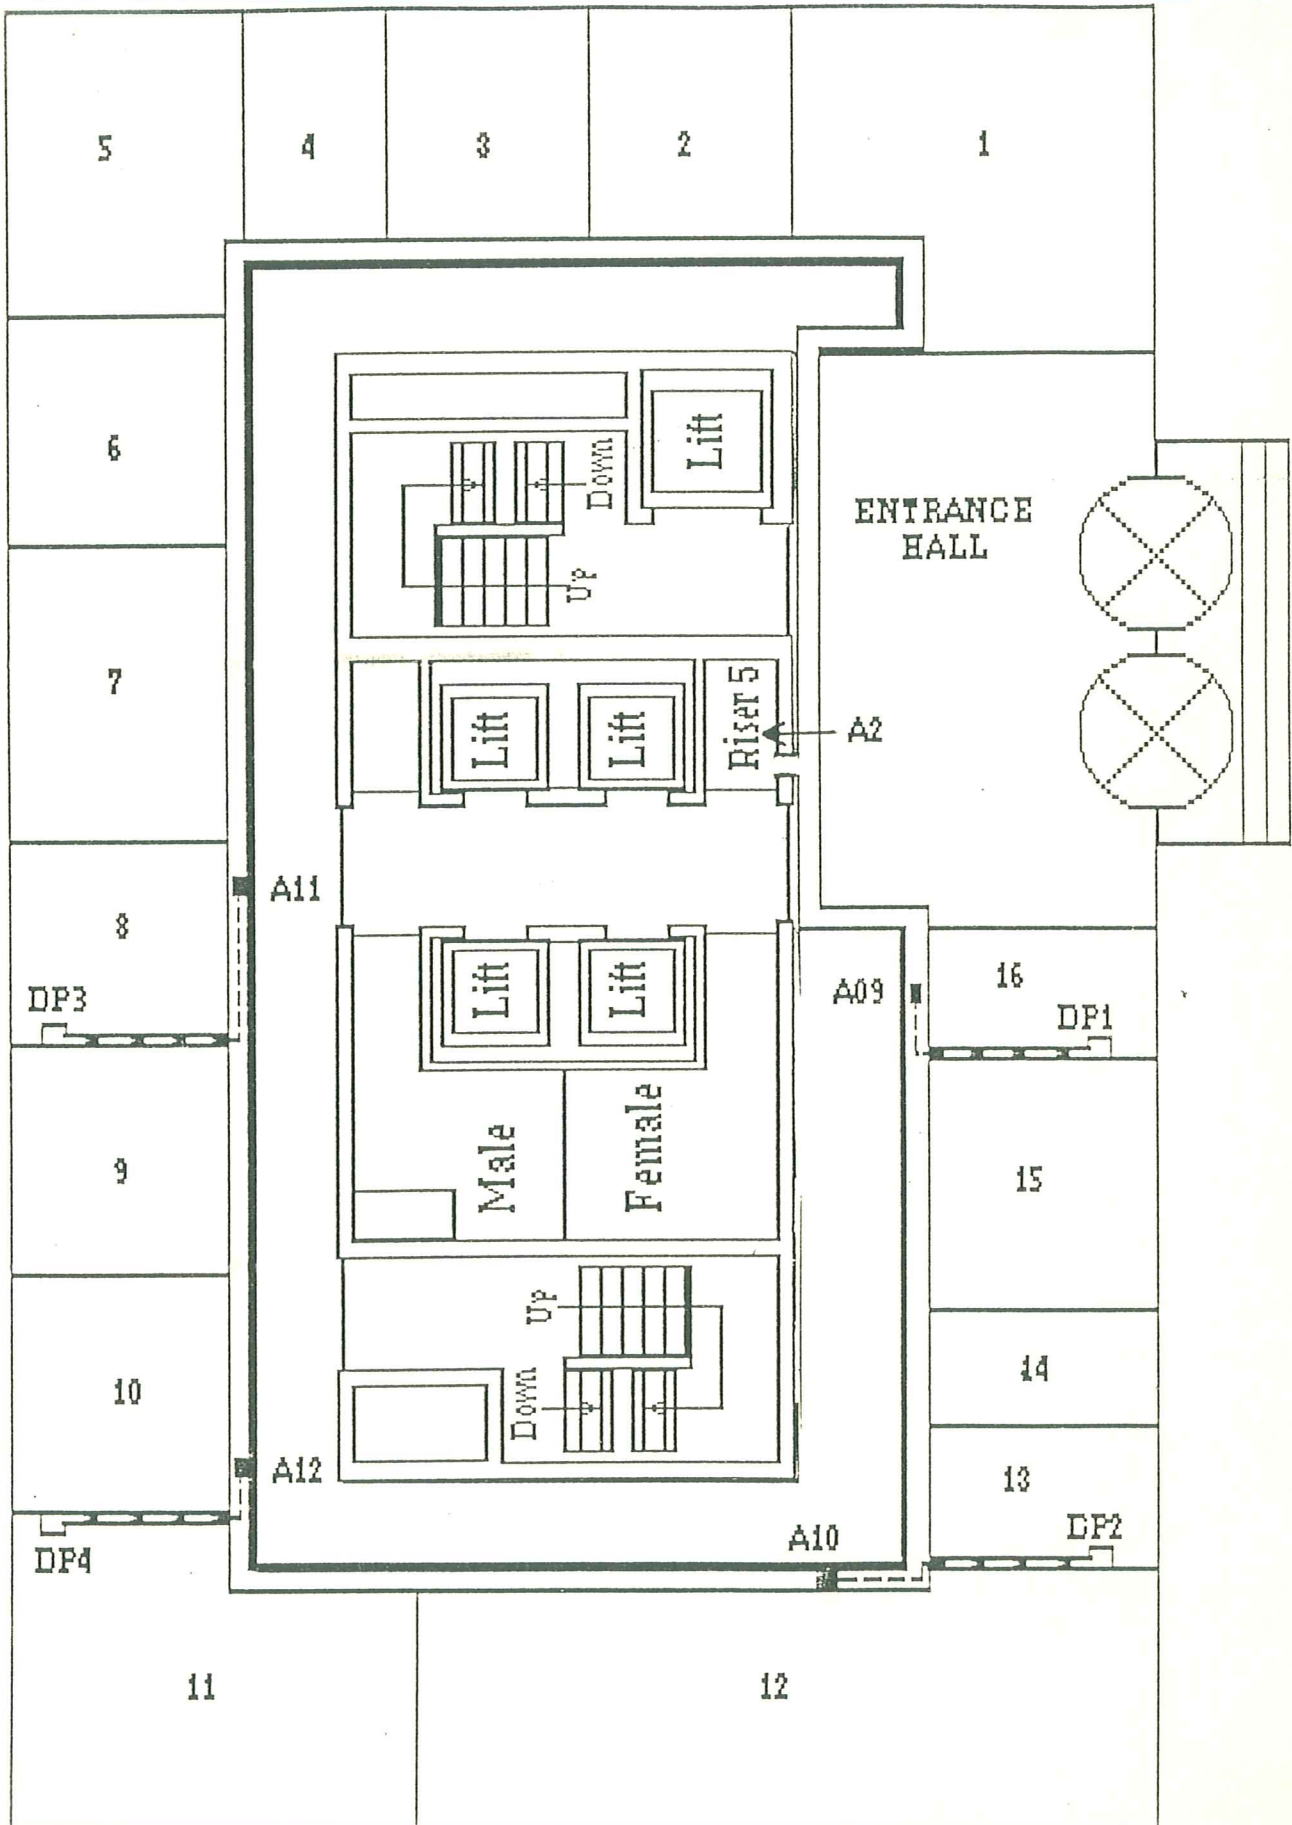 5
4
3
2
1
6
Lift
Down
Up
ENTRANCE
HALL
7
Lift
Lift
Riser 5
A2
A11
8
DP3
Lift
Lift
A09
16
DP1
9
Male
Female
15
Up
10
Down
14
A12
13
A10
DP2
DP4
11
12